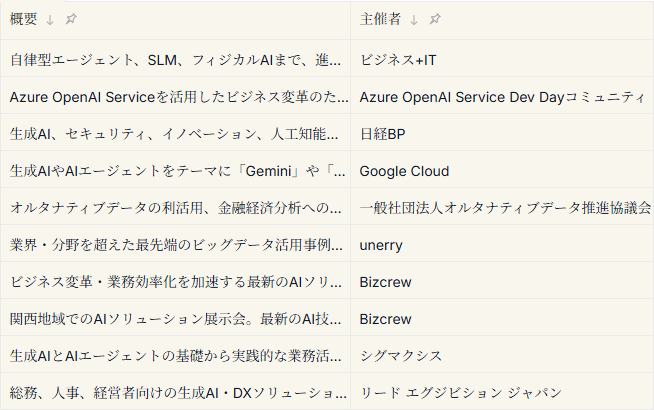 概要 主催者
自律型エージェント、SLM、フィジカルAIまで、進... ビジネス+IT
Azure OpenAI Serviceを活用したビジネス変革のた... Azure OpenAI Service Dev Dayコミュニティ
生成AI、セキュリティ、イノベーション、人工知能... 日経BP
生成AIやAIエージェントをテーマに「Gemini」や「... Google Cloud
オルタナティブデータの利活用、金融経済分析への... 一般社団法人オルタナティブデータ推進協議会
業界・分野を超えた最先端のビッグデータ活用事例... unerry
ビジネス変革・業務効率化を加速する最新のAIソリ... Bizcrew
関西地域でのAIソリューション展示会。最新のAI技... Bizcrew
生成AIとAIエージェントの基礎から実践的な業務活... シグマクシス
総務、人事、経営者向けの生成AI・DXソリューショ... リード エグジビション ジャパン